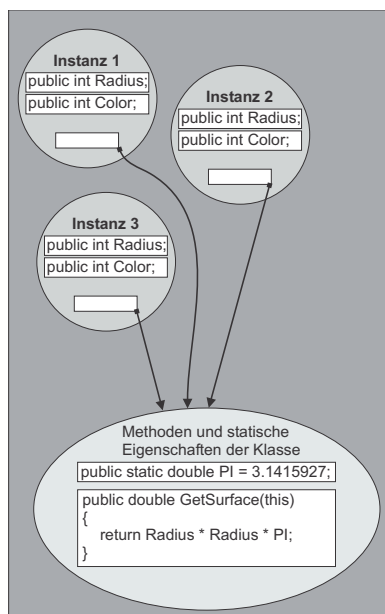 Instanz 1
public int Radius;
public int Color;
Instanz 2
public int Radius;
public int Color;
Instanz 3
public int Radius;
public int Color;
Methoden und statische
Eigenschaften der Klasse
public static double PI = 3.1415927;
public double GetSurface(this)
{
return Radius * Radius * PI;
}